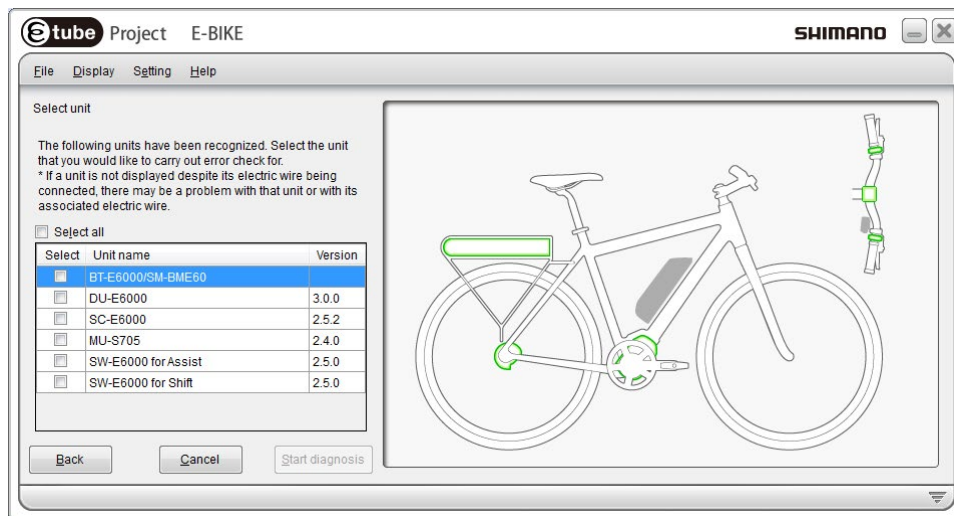 Etube Project E-BIKE SHIMANO
File Display Setting Help
Select unit
The following units have been recognized. Select the unit
that you would like to carry out error check for.
* If a unit is not displayed despite its electric wire being
connected, there may be a problem with that unit or with its
associated electric wire.
Select all
Select Unit name Version
BT-E6000/SM-BME60
DU-E6000 3.0.0
SC-E6000 2.5.2
MU-S705 2.4.0
SW-E6000 for Assist 2.5.0
SW-E6000 for Shift 2.5.0
Back Cancel Start diagnosis